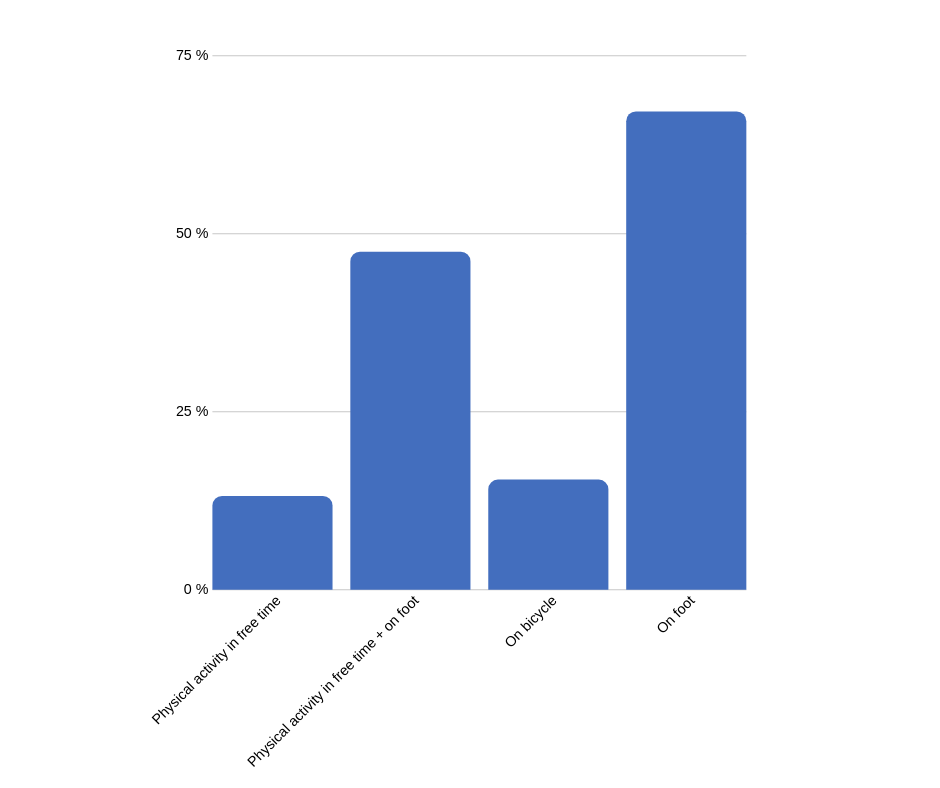 75 %
50 %
25 %
0 %
Physical activity in free time
Physical activity in free time + on foot
On bicycle
On foot